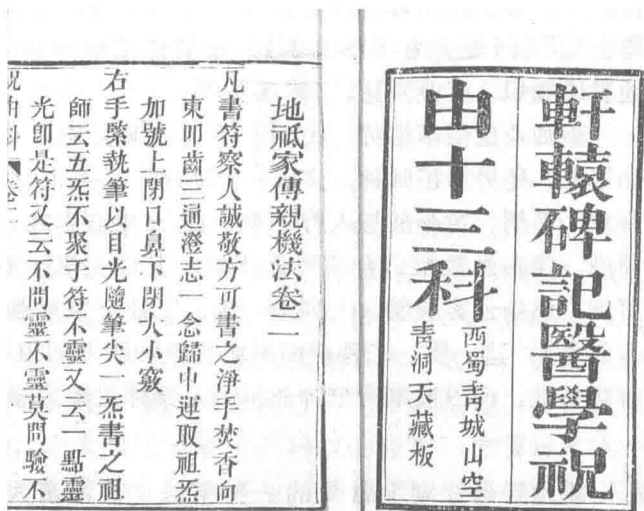 軒轅碑記醫學祝
由十三科
西蜀青城山空
青洞天藏板
地祗家傳親機法卷二
凡書符察人誠敬方可書之淨手焚香向
東叩齒三通澄志一念歸中運取祖炁
加號上閉口鼻下閉大小竅
右手緊執筆以目光隨筆尖一炁書之祖
師云五炁不聚于符不靈又云一點靈
光卽是符又云不問靈不靈莫問驗不